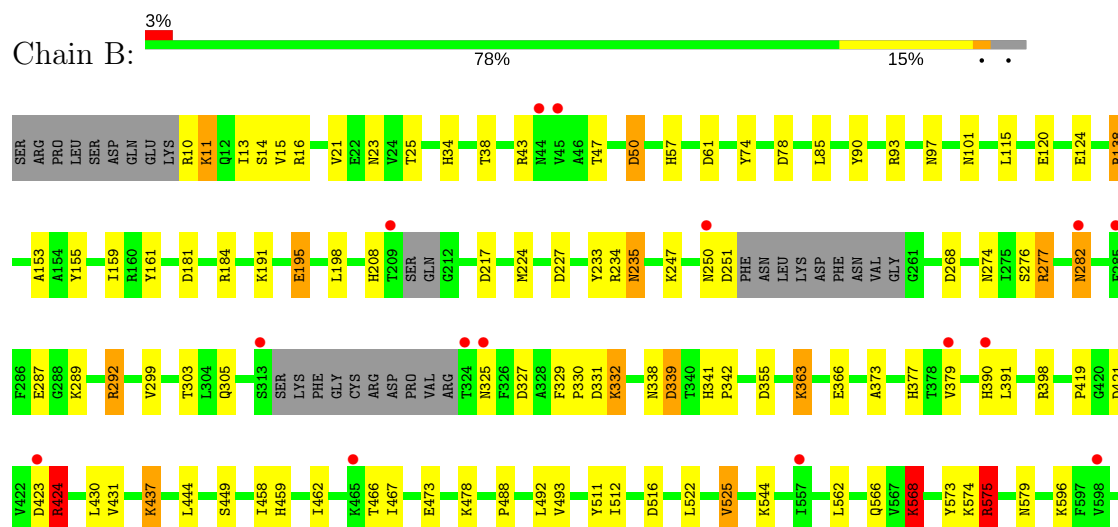 3%
Chain B:
78% 15% • •
SER ARG PRO LEU SER ASP GLN GLU LYS R10 K11 Q12 I13 S14 V15 R16 V21 E22 N23 V24 T25 H34 T38 R43 N44 V45 A46 T47 D50 H57 D61 Y74 D78 L85 Y90 R93 N97 N101 L115 E120 E124 R138
A153 A154 Y155 I159 R160 Y161 D181 R184 K191 E195 L198 H208 T209 SER GLN G212 D217 M224 D227 Y233 R234 N235 K247 N250 D251 PHE ASN LEU LYS ASP PHE ASN VAL GLY G261 D268 N274 I275 S276 R277 N282 E285
F286 E287 G288 K289 R292 V299 T303 L304 Q305 S313 SER LYS PHE GLY CYS ARG ASP PRO VAL ARG T324 N325 F326 D327 A328 F329 P330 D331 K332 N338 D339 T340 H341 P342 D355 K363 E366 A373 H377 T378 V379 H390 L391 R398 P419 G420 D421
V422 D423 R424 L430 V431 K437 L444 S449 I458 H459 I462 K465 T466 I467 E473 K478 P488 L492 V493 Y511 I512 D516 L522 V525 K544 I557 L562 Q566 V567 K568 Y573 K574 R575 N579 K596 F597 V598